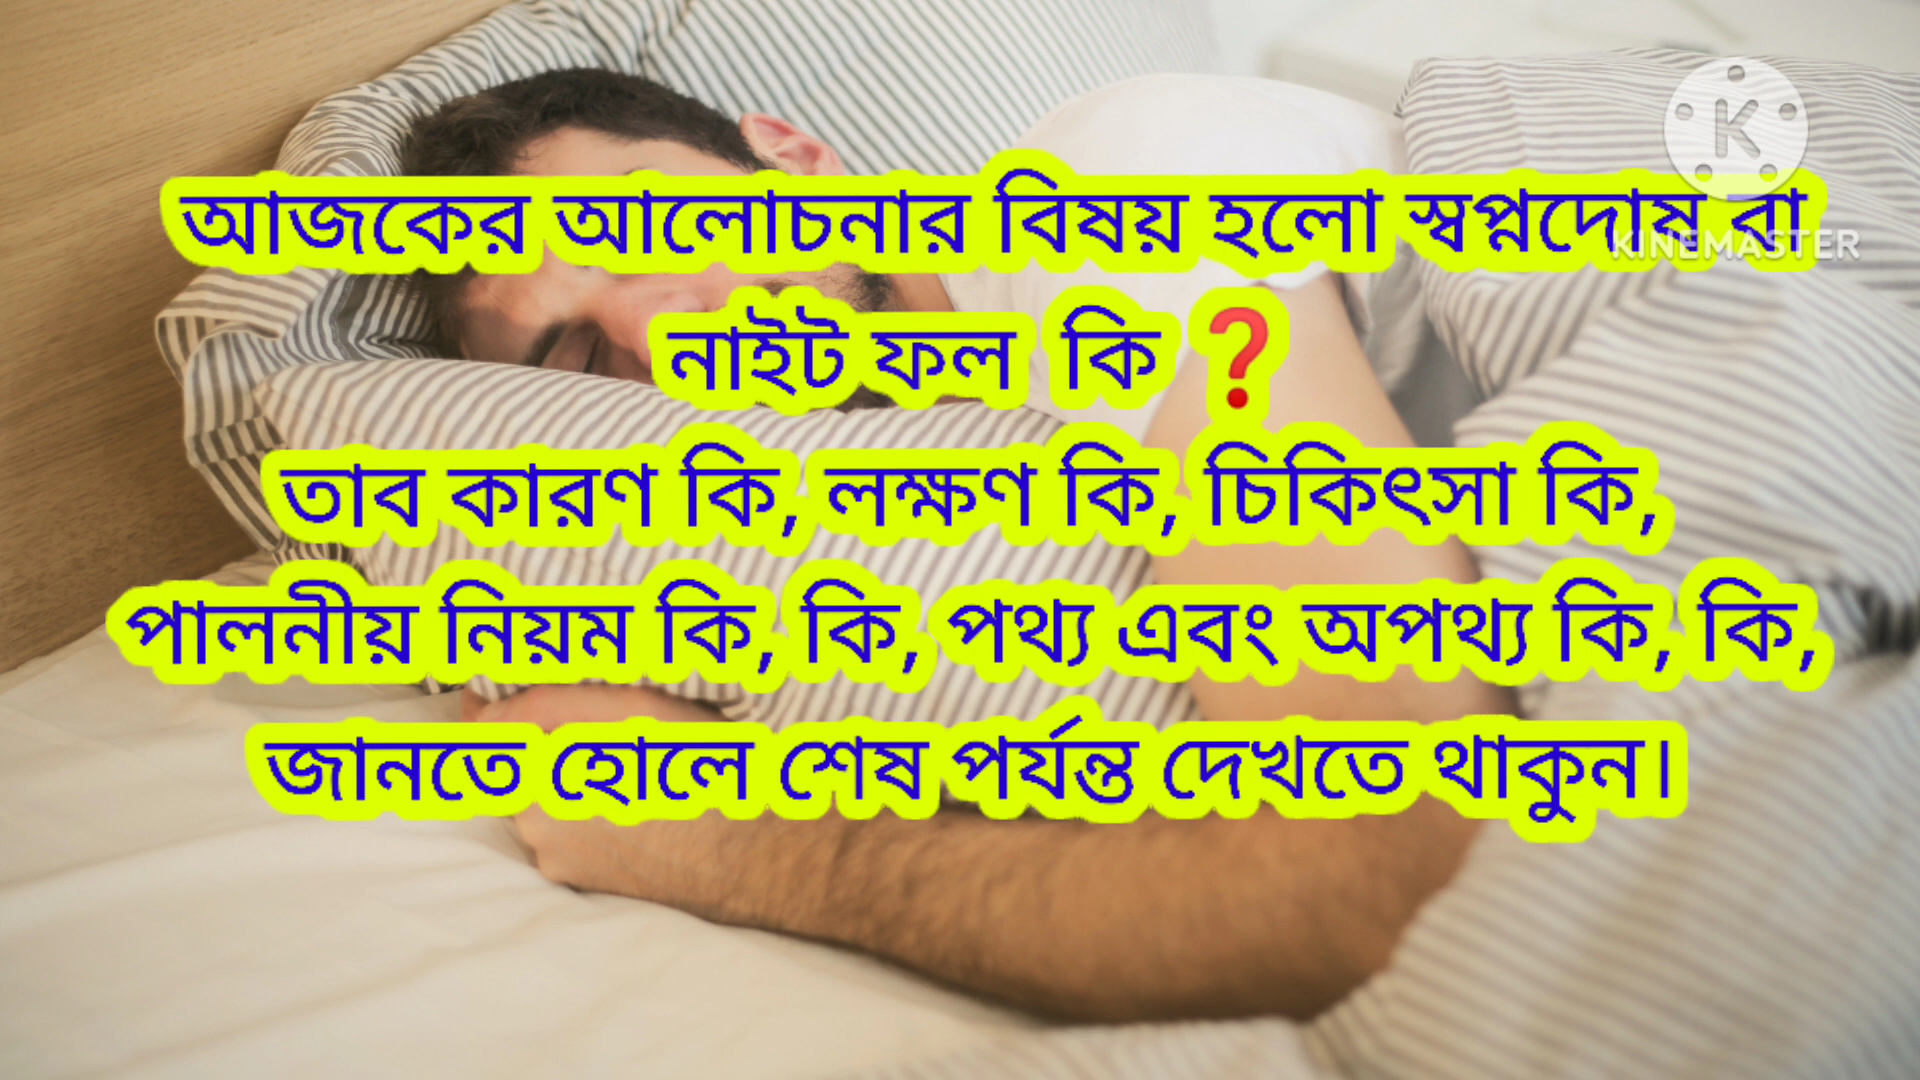 আজকের আলোচনার বিষয় হলো স্বপ্নদোষ বা
নাইট ফল কি ❓
তাব কারণ কি, লক্ষণ কি, চিকিৎসা কি,
পালনীয় নিয়ম কি, কি, পথ্য এবং অপথ্য কি, কি,
জানতে হোলে শেষ পর্যন্ত দেখতে থাকুন।
K
KINEMASTER